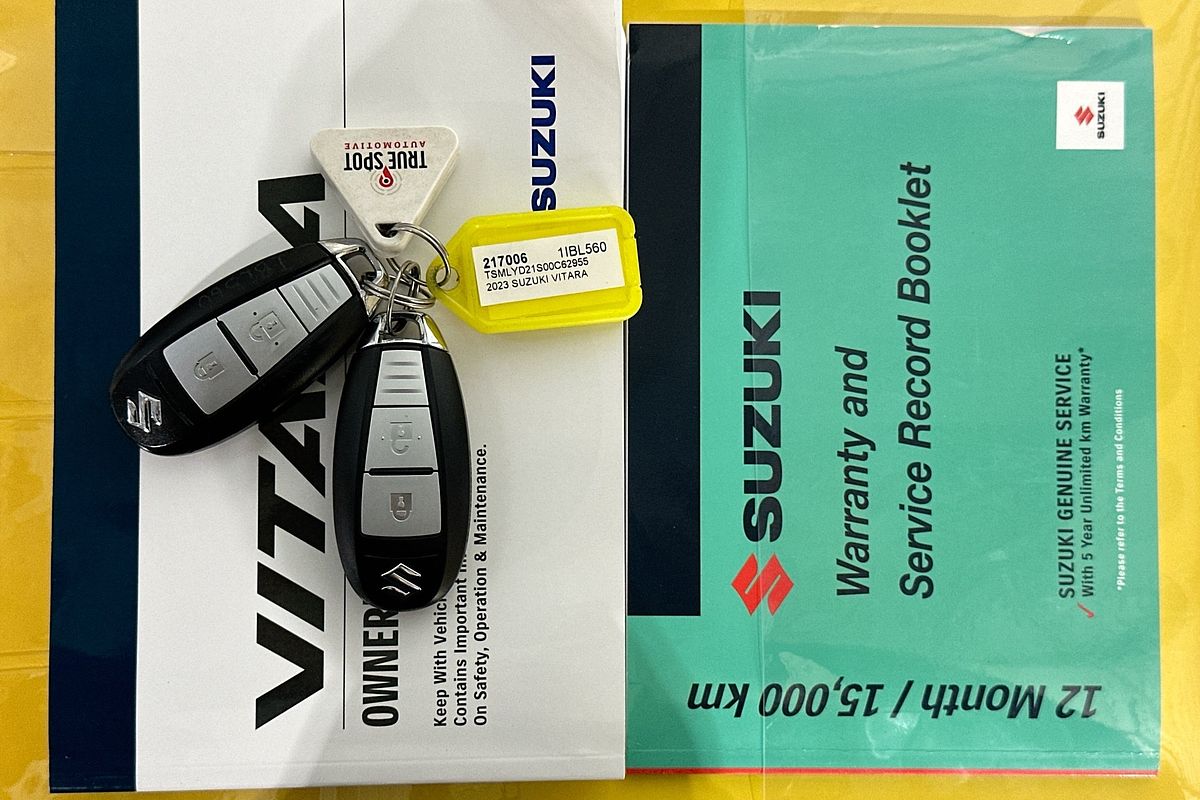 VITARA
SUZUKI
OWNER
Keep With Vehic
Contains Important In
On Safety, Operation & Maintenance.
TRUE SPOT
AUTOMOTIVE
217006 1IBL560
TSMLYD21S00C62955
2023 SUZUKI VITARA
SUZUKI
SUZUKI
Warranty and
Service Record Booklet
SUZUKI GENUINE SERVICE
✓ With 5 Year Unlimited km Warranty*
*Please refer to the Terms and Conditions
12 Month / 15,000 km